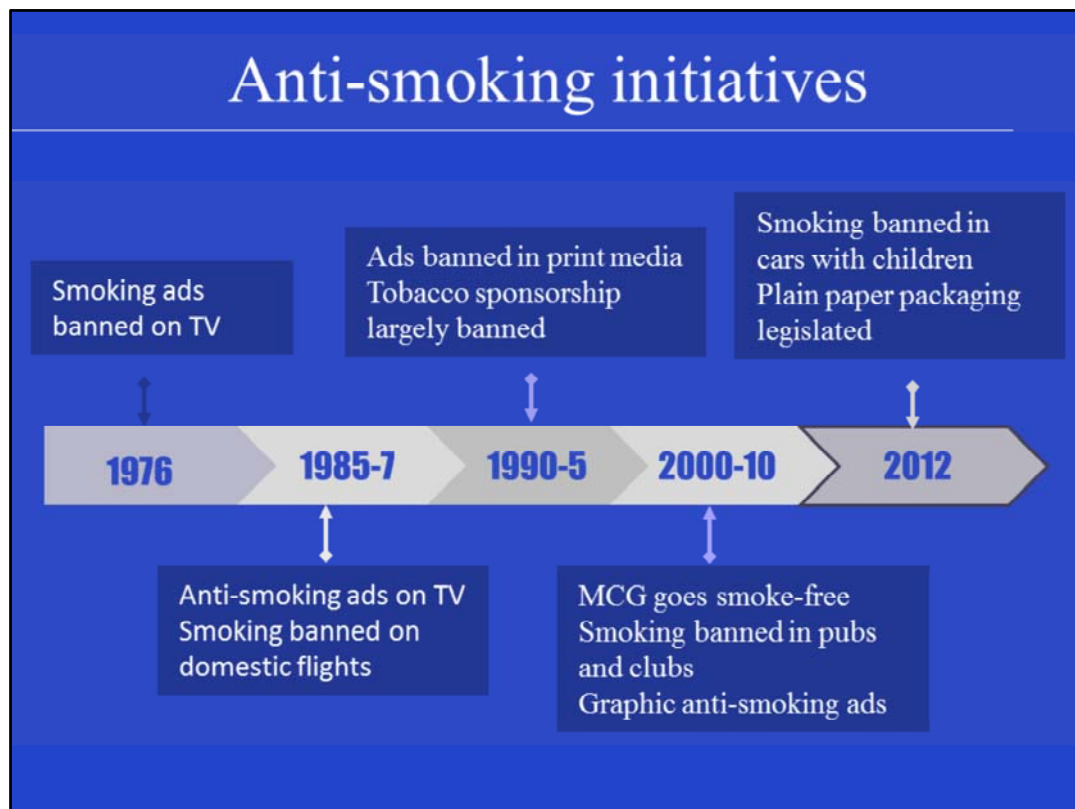 Anti-smoking initiatives
Smoking ads
banned on TV
Ads banned in print media
Tobacco sponsorship
largely banned
Smoking banned in
cars with children
Plain paper packaging
legislated
1976
1985-7
1990-5
2000-10
2012
Anti-smoking ads on TV
Smoking banned on
domestic flights
MCG goes smoke-free
Smoking banned in pubs
and clubs
Graphic anti-smoking ads